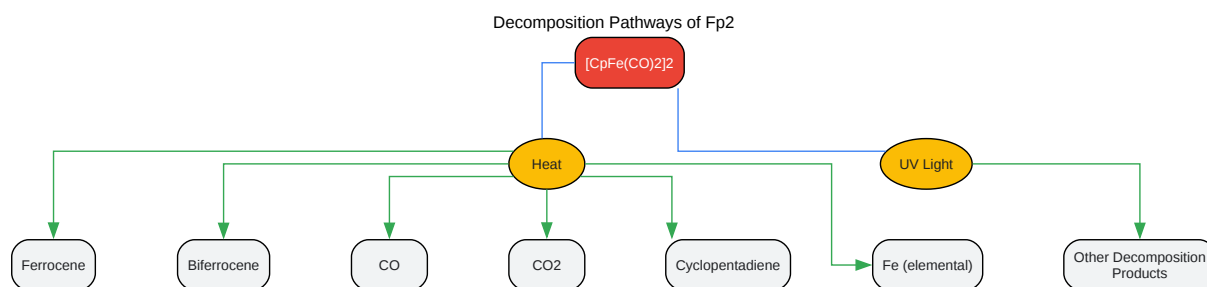 Decomposition Pathways of Fp2
[CpFe(CO)2]2
Heat
UV Light
Ferrocene
Biferrocene
CO
CO2
Cyclopentadiene
Fe (elemental)
Other Decomposition
Products